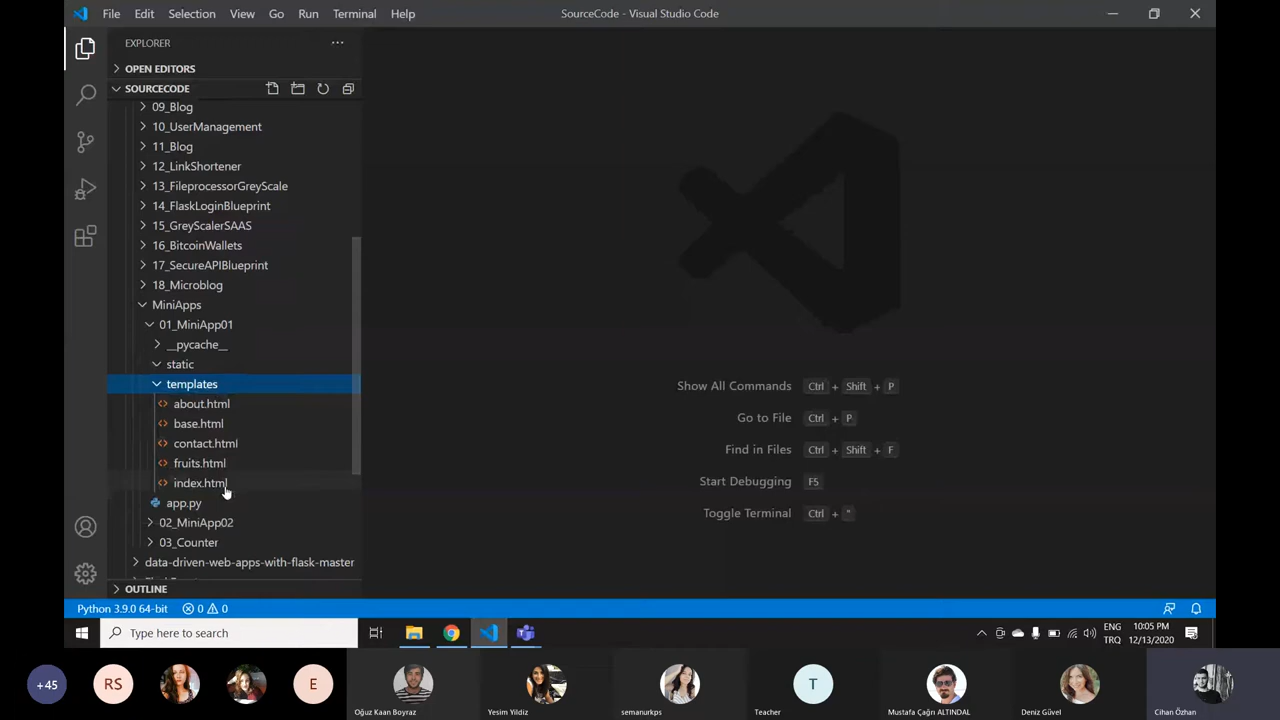 File Edit Selection View Go Run Terminal Help
SourceCode - Visual Studio Code
EXPLORER
OPEN EDITORS
SOURCECODE
09_Blog
10_UserManagement
11_Blog
12_LinkShortener
13_FileprocessorGreyScale
14_FlaskLoginBlueprint
15_GreyScalerSAAS
16_BitcoinWallets
17_SecureAPIBlueprint
18_Microblog
MiniApps
01_MiniApp01
__pycache__
static
templates
about.html
base.html
contact.html
fruits.html
index.html
app.py
02_MiniApp02
03_Counter
data-driven-web-apps-with-flask-master
OUTLINE
Show All Commands Ctrl + Shift + P
Go to File Ctrl + P
Find in Files Ctrl + Shift + F
Start Debugging F5
Toggle Terminal Ctrl + "
Python 3.9.0 64-bit 0 0
Type here to search
ENG
TRQ
10:05 PM
12/13/2020
+45 RS E T
Oğuz Kaan Boyraz Yesim Yildiz semanurkps Teacher Mustafa Çağrı ALTINDAL Deniz Güvel Cihan Özhan